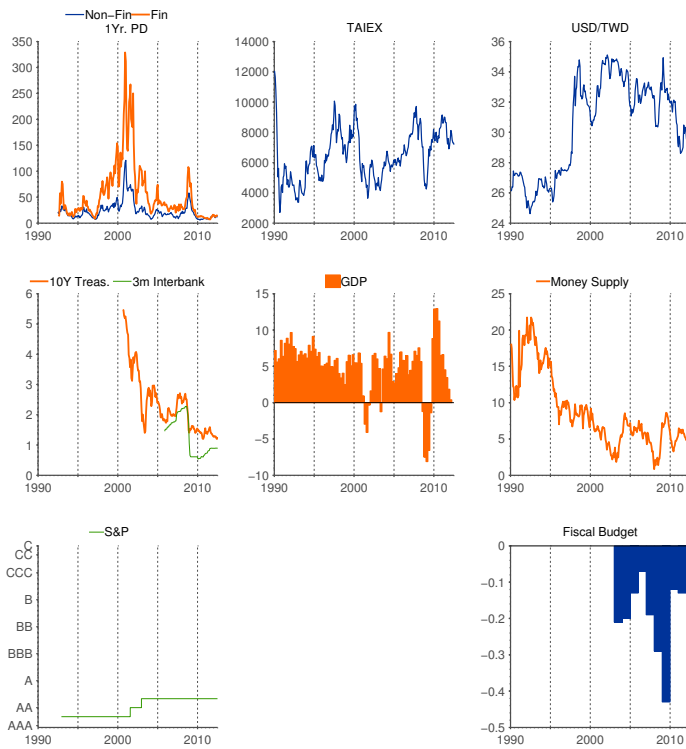 Non−Fin Fin
1Yr. PD
350
300
250
200
150
100
50
0
1990 2000 2010
TAIEX
14000
12000
10000
8000
6000
4000
2000
1990 2000 2010
USD/TWD
36
34
32
30
28
26
24
1990 2000 2010
10Y Treas. 3m Interbank
6
5
4
3
2
1
0
1990 2000 2010
GDP
15
10
5
0
−5
−10
1990 2000 2010
Money Supply
25
20
15
10
5
0
1990 2000 2010
S&P
C
CC
CCC
B
BB
BBB
A
AA
AAA
1990 2000 2010
Fiscal Budget
0
−0.1
−0.2
−0.3
−0.4
−0.5
1990 2000 2010